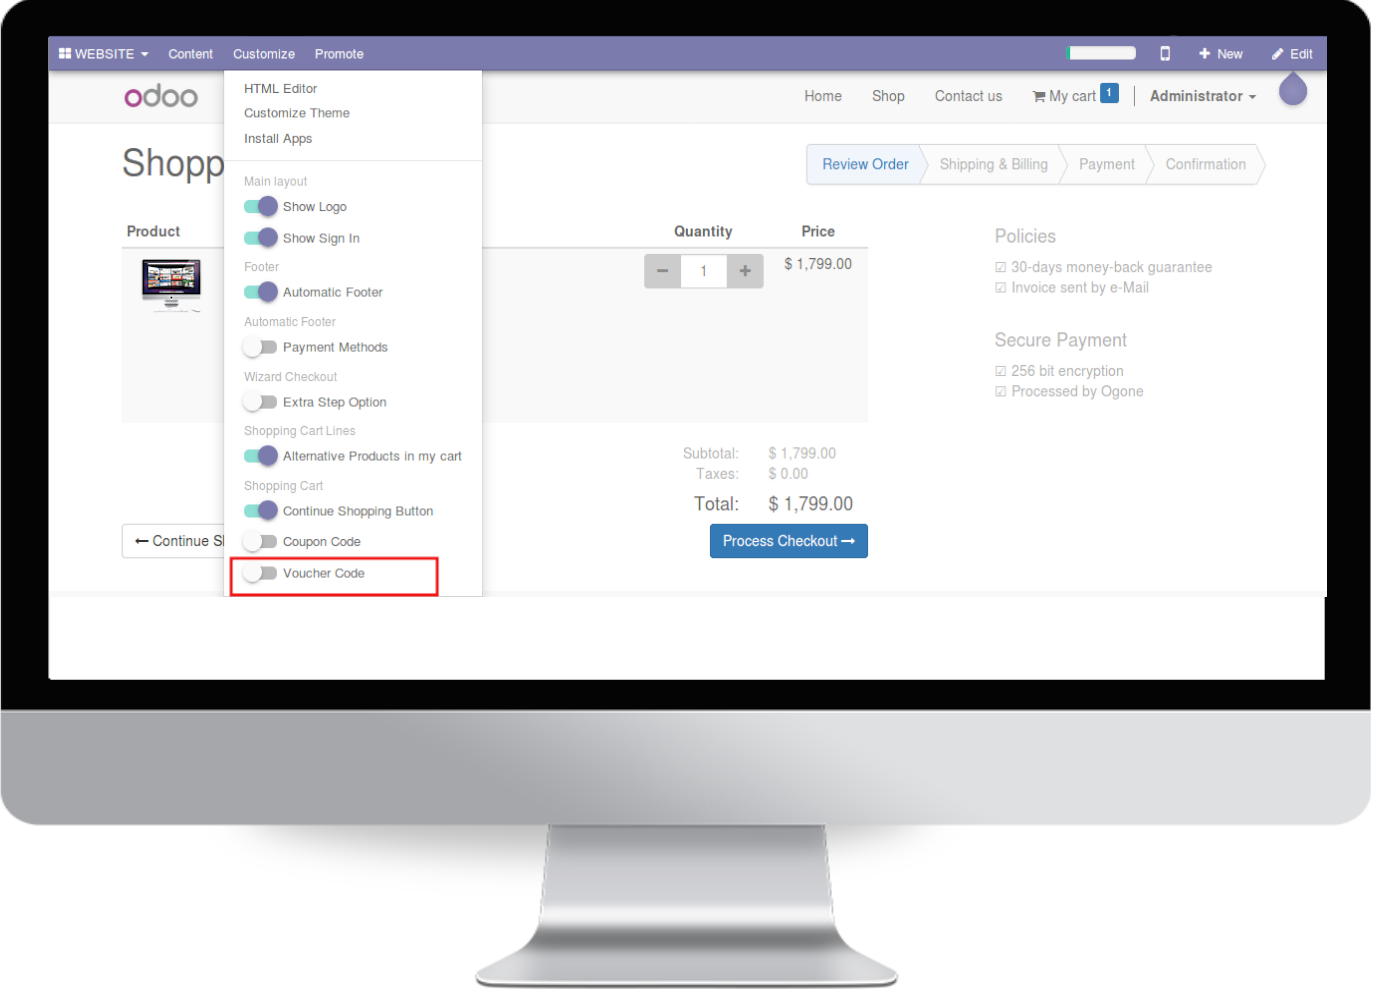 WEBSITE Content Customize Promote New Edit
odoo Home Shop Contact us My cart 1 Administrator
HTML Editor
Customize Theme
Install Apps
Shopp
Review Order Shipping & Billing Payment Confirmation
Main layout
Show Logo
Show Sign In
Footer
Automatic Footer
Automatic Footer
Payment Methods
Wizard Checkout
Extra Step Option
Shopping Cart Lines
Alternative Products in my cart
Shopping Cart
Continue Shopping Button
Coupon Code
Voucher Code
Product Quantity Price
- 1 + $ 1,799.00
Subtotal: $ 1,799.00
Taxes: $ 0.00
Total: $ 1,799.00
← Continue S Process Checkout →
Policies
☑ 30-days money-back guarantee
☑ Invoice sent by e-Mail
Secure Payment
☑ 256 bit encryption
☑ Processed by Ogone